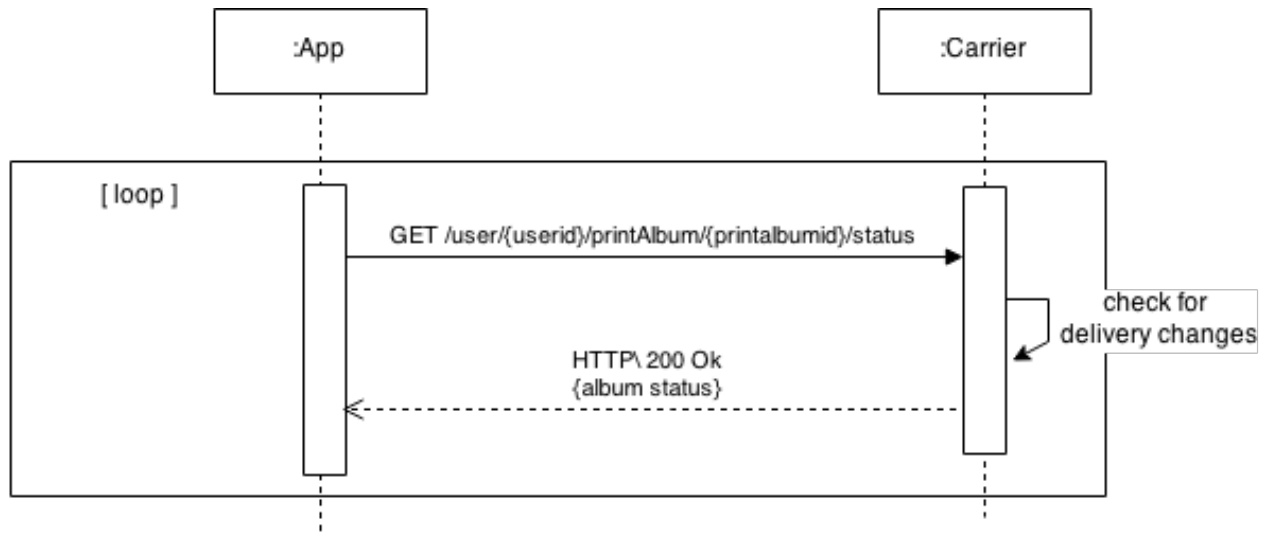 :App
:Carrier
[ loop ]
GET /user/{userid}/printAlbum/{printalbumid}/status
check for
delivery changes
HTTP\ 200 Ok
{album status}